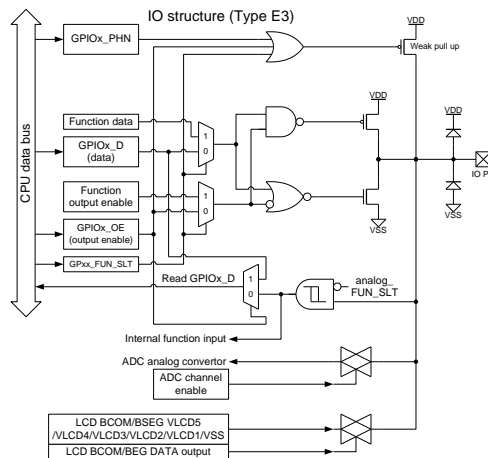 IO structure (Type E3)
VDD
GPIOx_PHN
Weak pull up
Function data
GPIOx_D
(data)
1
0
VDD
VDD
CPU data bus
Function
output enable
1
0
IO P
GPIOx_OE
(output enable)
VSS
VSS
GPxx_FUN_SLT
Read GPIOx_D
1
0
analog_
FUN_SLT
Internal function input
ADC analog convertor
ADC channel
enable
LCD BCOM/BSEG VLCD5
/VLCD4/VLCD3/VLCD2/VLCD1/VSS
LCD BCOM/BEG DATA output